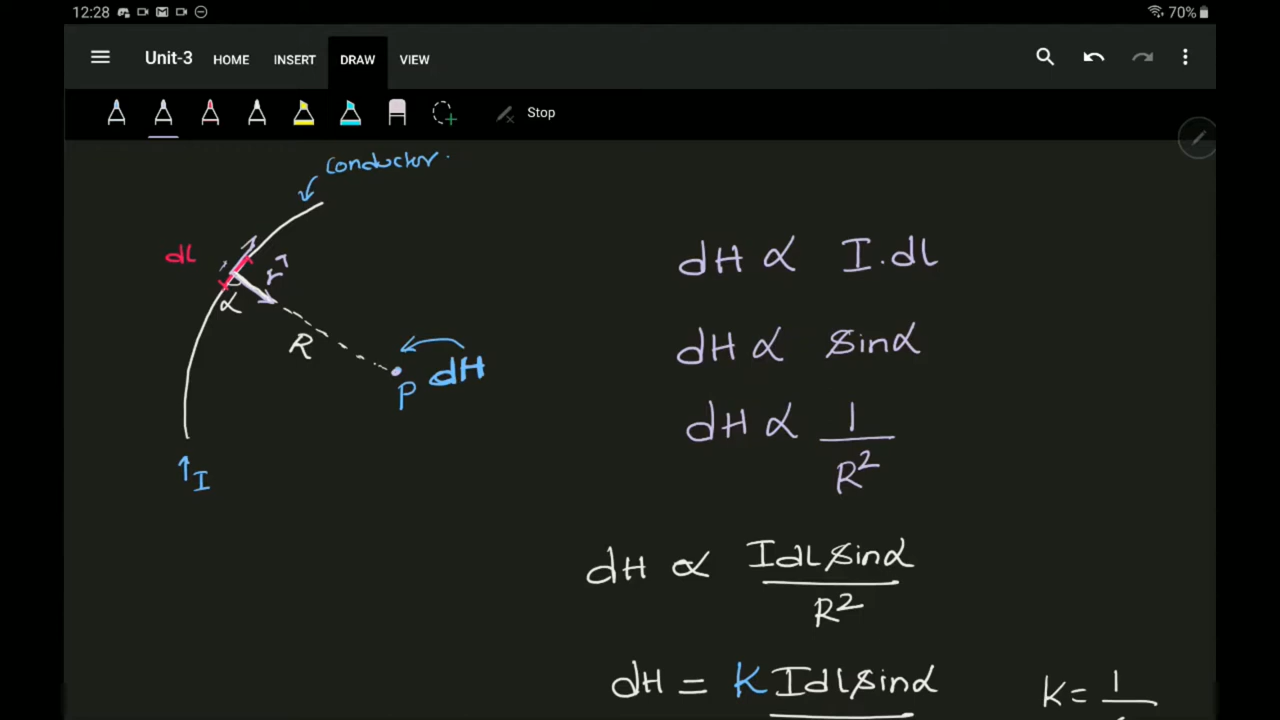 12:28 70%
Unit-3 HOME INSERT DRAW VIEW
Stop
Conductor.
dL
r^
α
R
dH
P
↑I
dH α I.dL
dH α Sinα
dH α 1/R²
dH α IdLSinα/R²
dH = K IdLSinα
K = 1